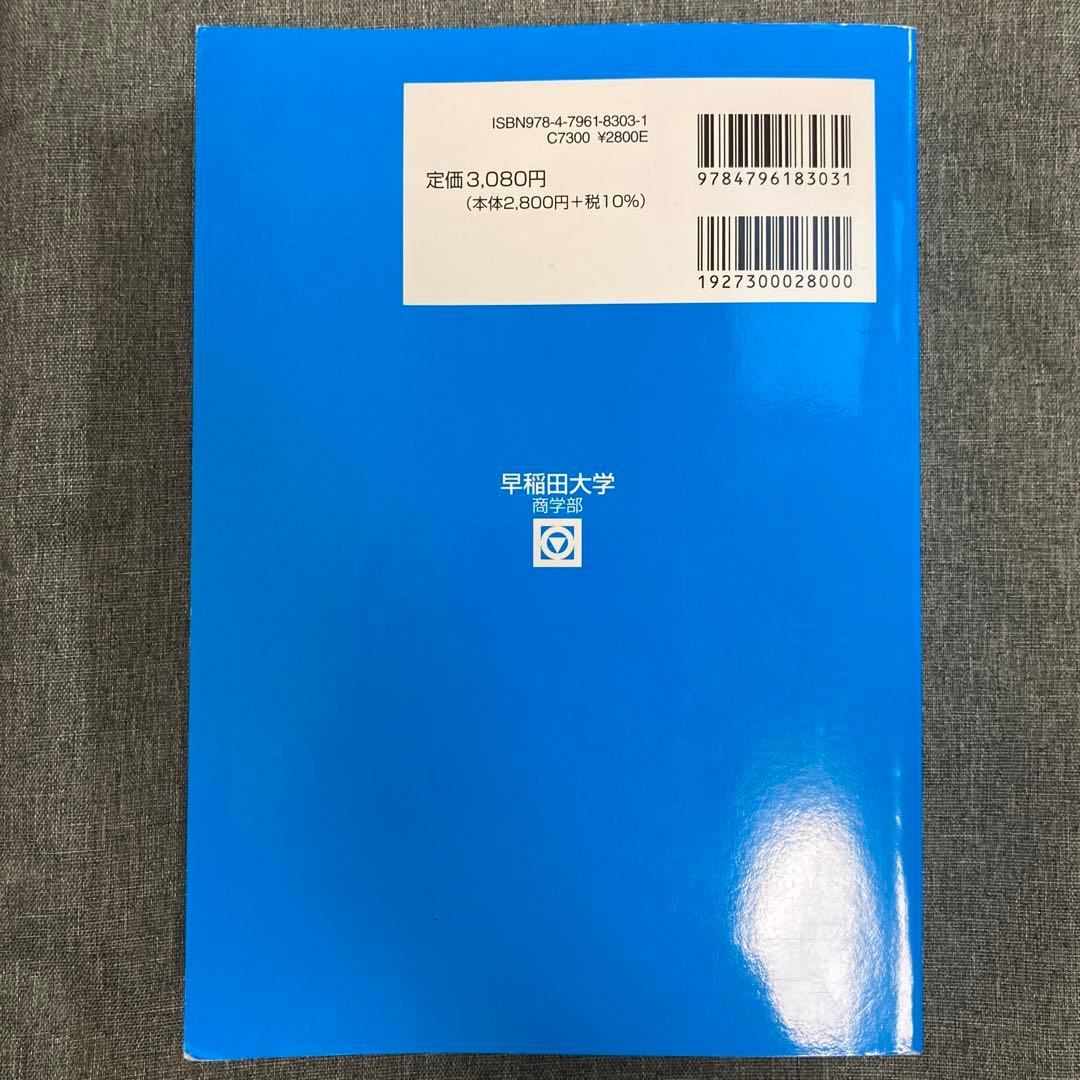 ISBN978-4-7961-8303-1
C7300 ¥2800E
定価3,080円
（本体2,800円＋税10%）
9784796183031
1927300028000
早稲田大学
商学部